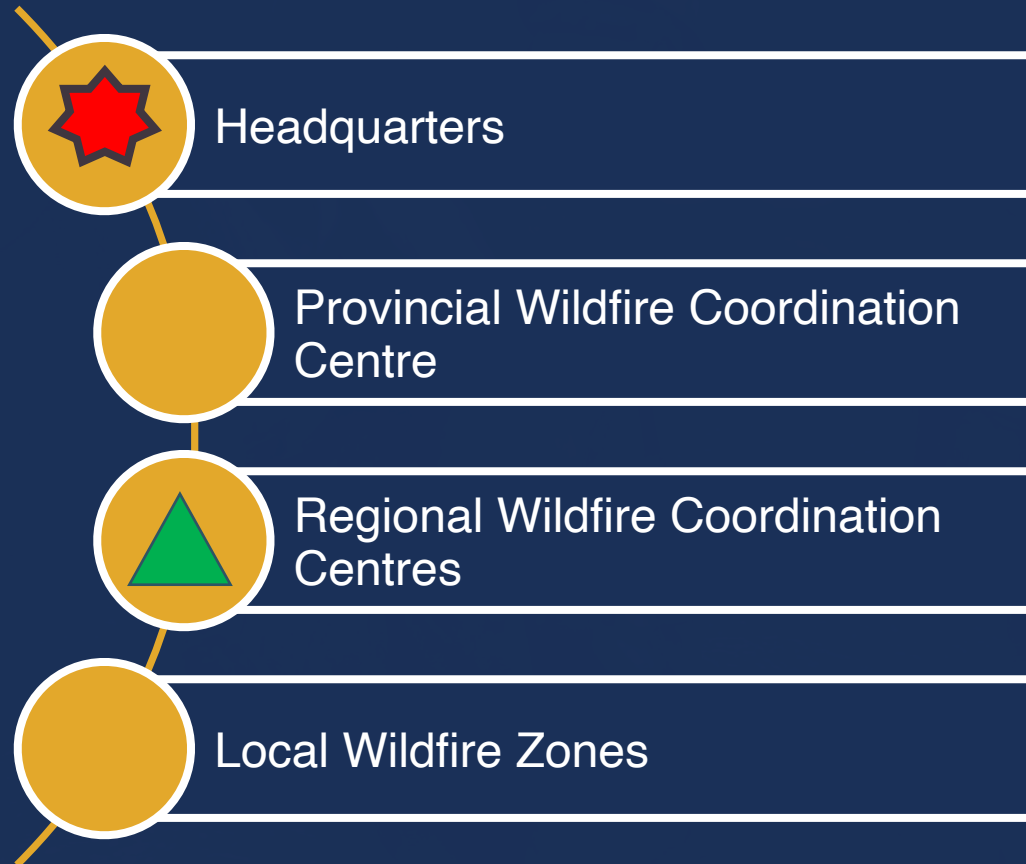 Headquarters
Provincial Wildfire Coordination
Centre
Regional Wildfire Coordination
Centres
Local Wildfire Zones